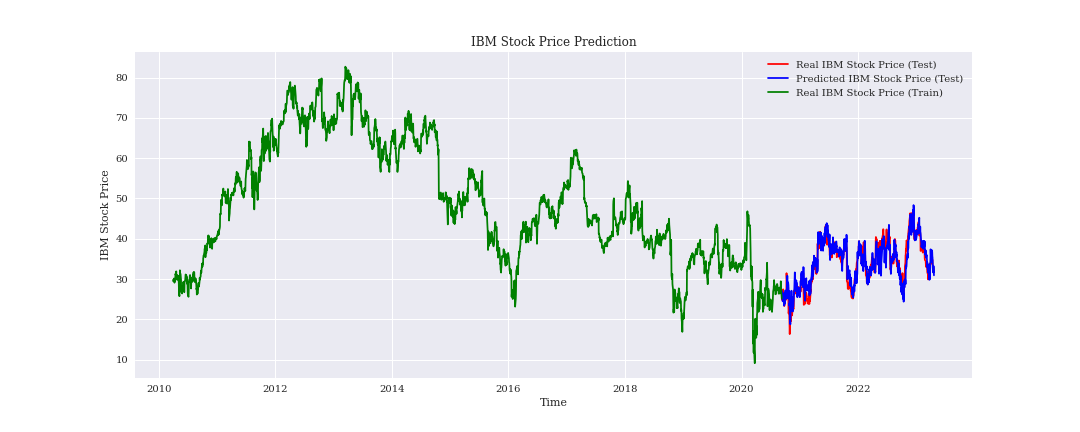 IBM Stock Price Prediction
Real IBM Stock Price (Test)
Predicted IBM Stock Price (Test)
Real IBM Stock Price (Train)
IBM Stock Price
80
70
60
50
40
30
20
10
2010 2012 2014 2016 2018 2020 2022
Time